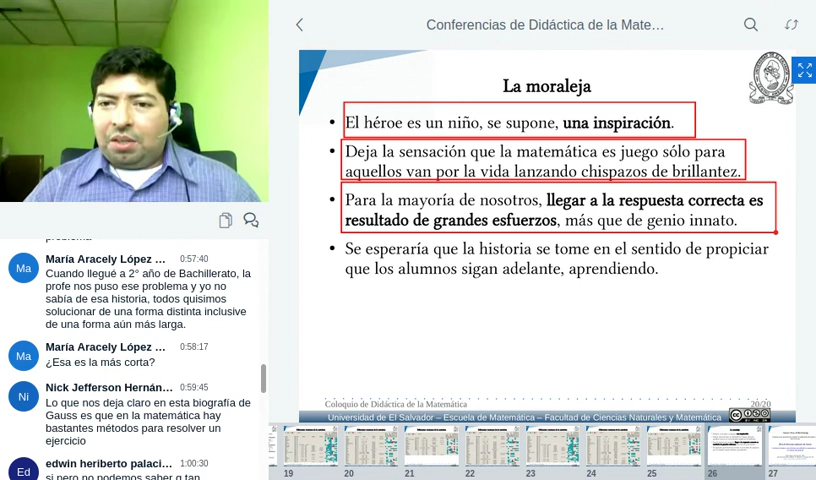 Conferencias de Didáctica de la Mate…
La moraleja
• El héroe es un niño, se supone, una inspiración.
• Deja la sensación que la matemática es juego sólo para
aquellos van por la vida lanzando chispazos de brillantez.
• Para la mayoría de nosotros, llegar a la respuesta correcta es
resultado de grandes esfuerzos, más que de genio innato.
• Se esperaría que la historia se tome en el sentido de propiciar
que los alumnos sigan adelante, aprendiendo.
Coloquio de Didáctica de la Matemática 20/20
Universidad de El Salvador – Escuela de Matemática – Facultad de Ciencias Naturales y Matemática
problema
Ma
María Aracely López ... 0:57:40
Cuando llegué a 2° año de Bachillerato, la
profe nos puso ese problema y yo no
sabía de esa historia, todos quisimos
solucionar de una forma distinta inclusive
de una forma aún más larga.
Ma
María Aracely López ... 0:58:17
¿Esa es la más corta?
Ni
Nick Jefferson Hernán... 0:59:45
Lo que nos deja claro en esta biografía de
Gauss es que en la matemática hay
bastantes métodos para resolver un
ejercicio
Ed
edwin heriberto palaci... 1:00:30
si pero no podemos saber q tan
19 20 21 22 23 24 25 26 27